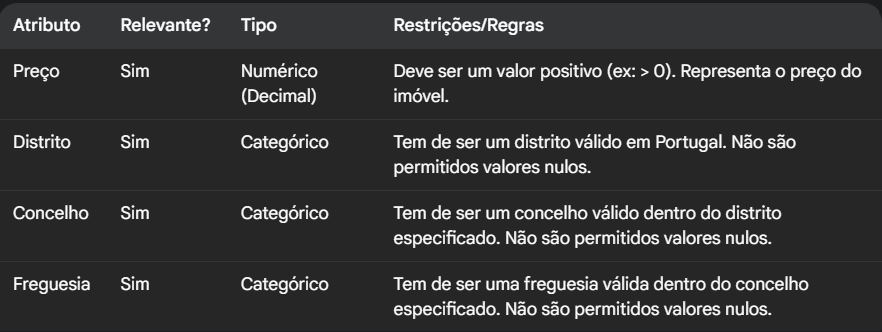 Atributo Relevante? Tipo Restrições/Regras
Preço Sim Numérico (Decimal) Deve ser um valor positivo (ex: > 0). Representa o preço do imóvel.
Distrito Sim Categórico Tem de ser um distrito válido em Portugal. Não são permitidos valores nulos.
Concelho Sim Categórico Tem de ser um concelho válido dentro do distrito especificado. Não são permitidos valores nulos.
Freguesia Sim Categórico Tem de ser uma freguesia válida dentro do concelho especificado. Não são permitidos valores nulos.